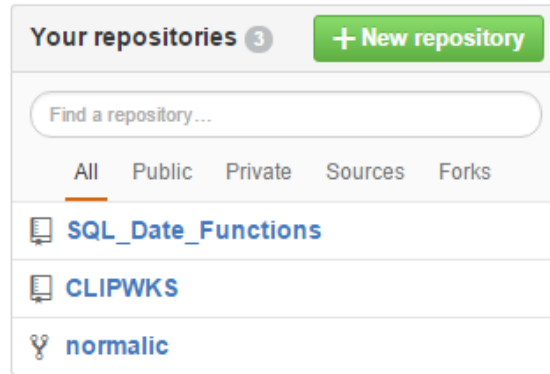 Your repositories 3 + New repository
Find a repository...
All Public Private Sources Forks
SQL_Date_Functions
CLIPWKS
normalic